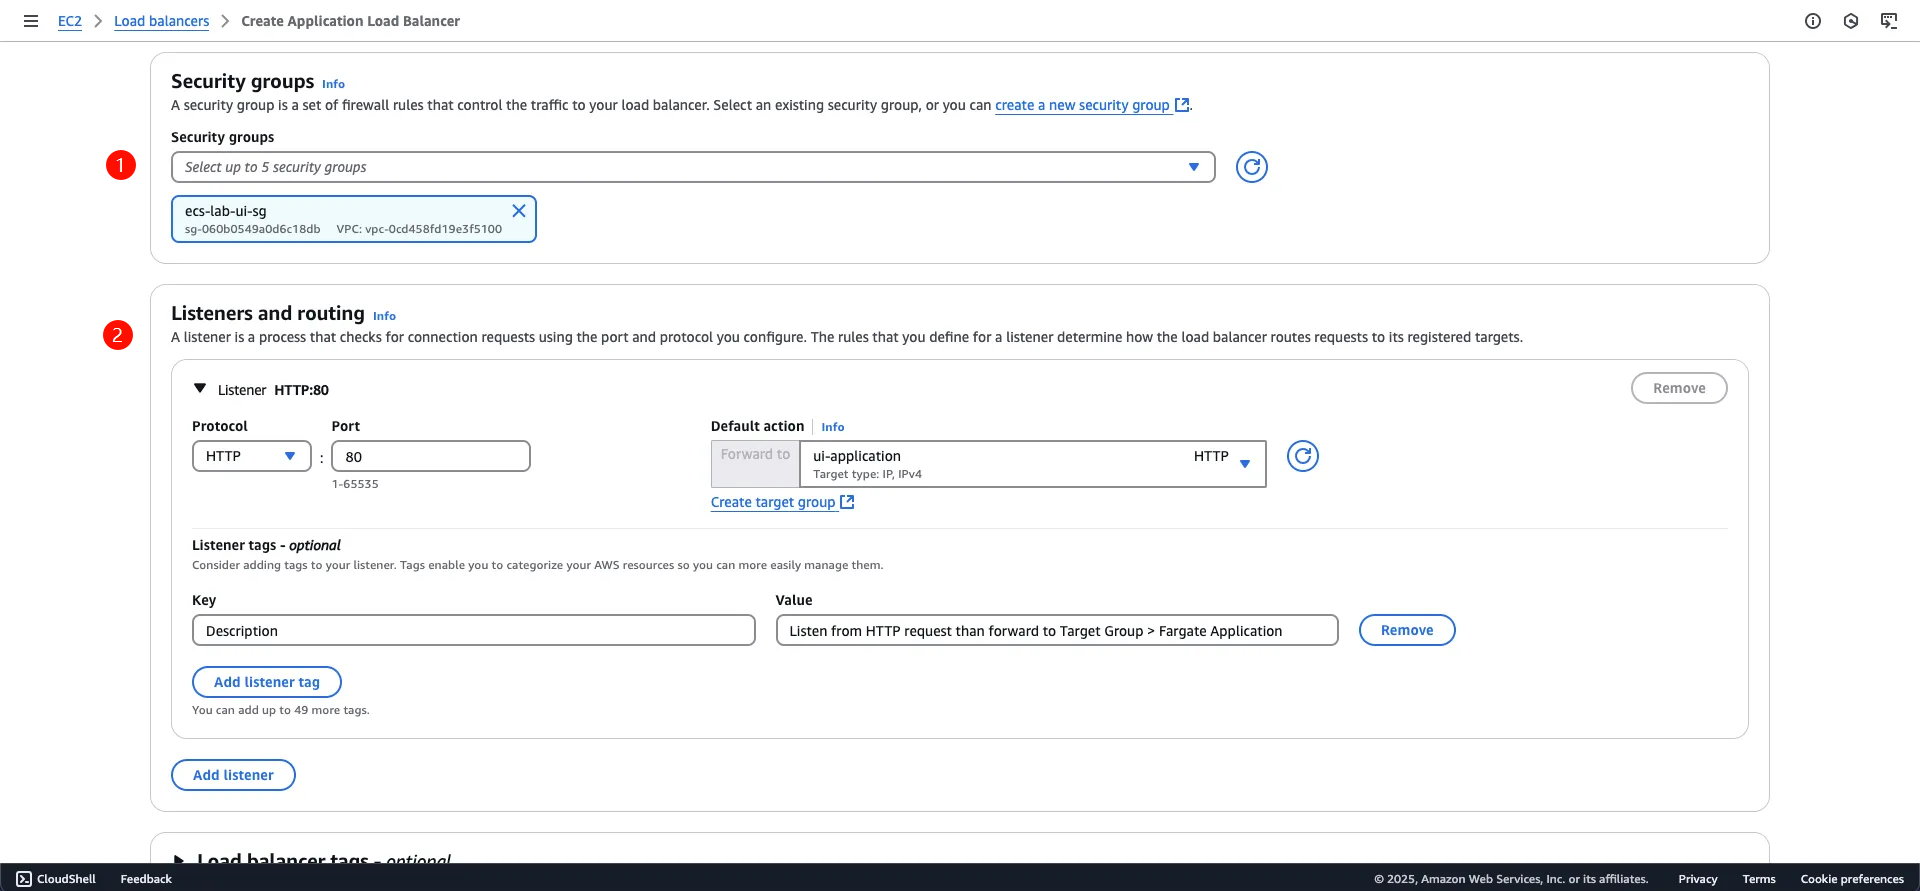 EC2 > Load balancers > Create Application Load Balancer
Security groups Info
A security group is a set of firewall rules that control the traffic to your load balancer. Select an existing security group, or you can create a new security group.
Security groups
1
Select up to 5 security groups
ecs-lab-ui-sg
sg-060b0549a0d6c18db VPC: vpc-0cd458fd19e3f5100
Listeners and routing Info
2
A listener is a process that checks for connection requests using the port and protocol you configure. The rules that you define for a listener determine how the load balancer routes requests to its registered targets.
Listener HTTP:80
Remove
Protocol Port Default action Info
HTTP : 80 Forward to ui-application HTTP
Target type: IP, IPv4
1-65535
Create target group
Listener tags - optional
Consider adding tags to your listener. Tags enable you to categorize your AWS resources so you can more easily manage them.
Key Value
Description Listen from HTTP request than forward to Target Group > Fargate Application Remove
Add listener tag
You can add up to 49 more tags.
Add listener
Load balancer tags - optional
CloudShell Feedback © 2025, Amazon Web Services, Inc. or its affiliates. Privacy Terms Cookie preferences